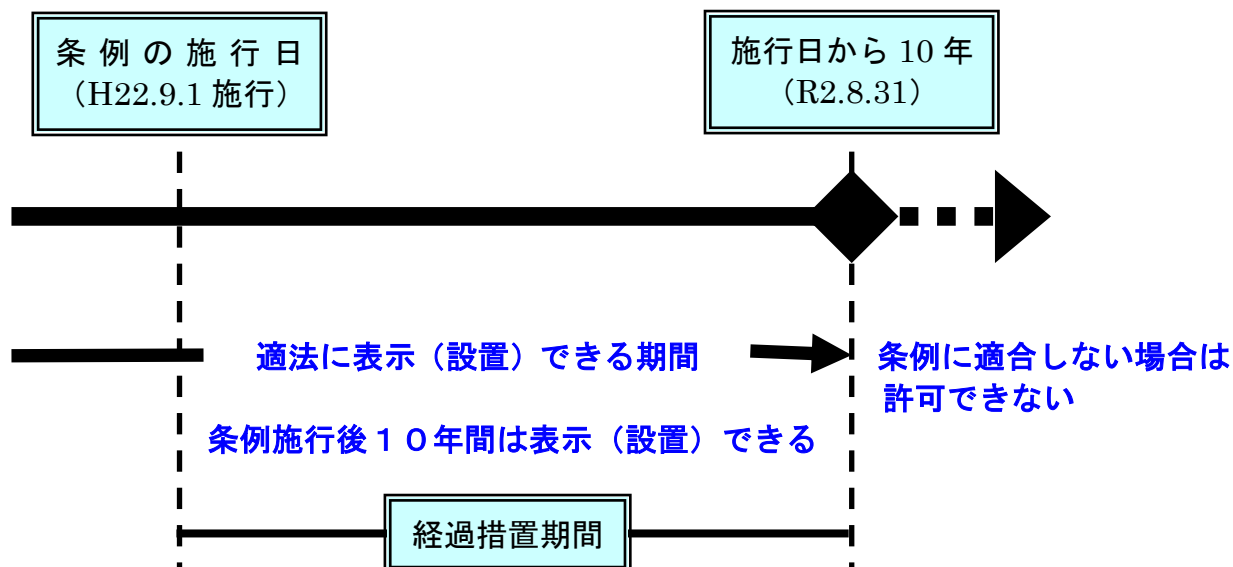 条例の施行日
（H22.9.1 施行）
施行日から 10 年
（R2.8.31）
適法に表示（設置）できる期間
条例に適合しない場合は
許可できない
条例施行後１０年間は表示（設置）できる
経過措置期間